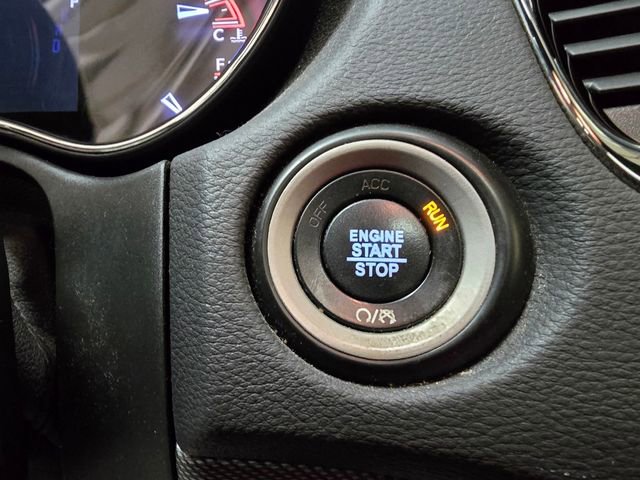 P
C
F
OFF
ACC
RUN
ENGINE
START
STOP